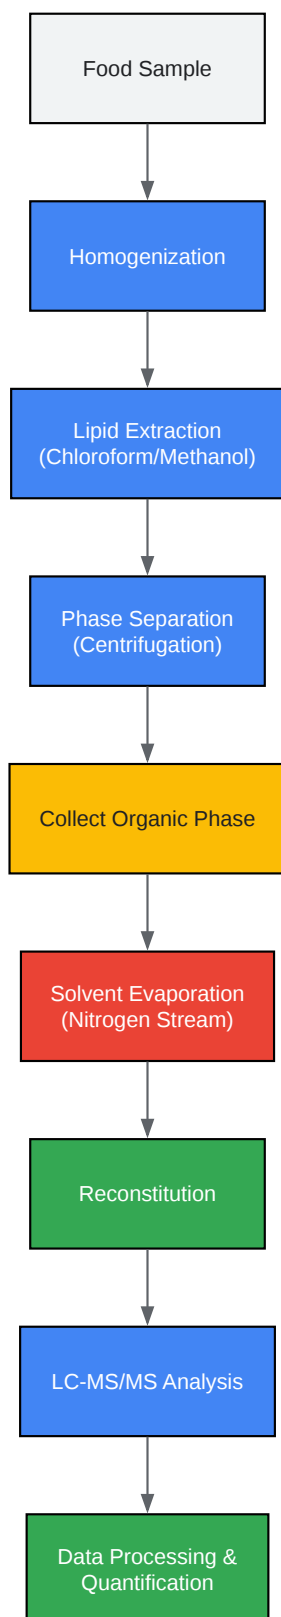 Food Sample
Homogenization
Lipid Extraction
(Chloroform/Methanol)
Phase Separation
(Centrifugation)
Collect Organic Phase
Solvent Evaporation
(Nitrogen Stream)
Reconstitution
LC-MS/MS Analysis
Data Processing &
Quantification